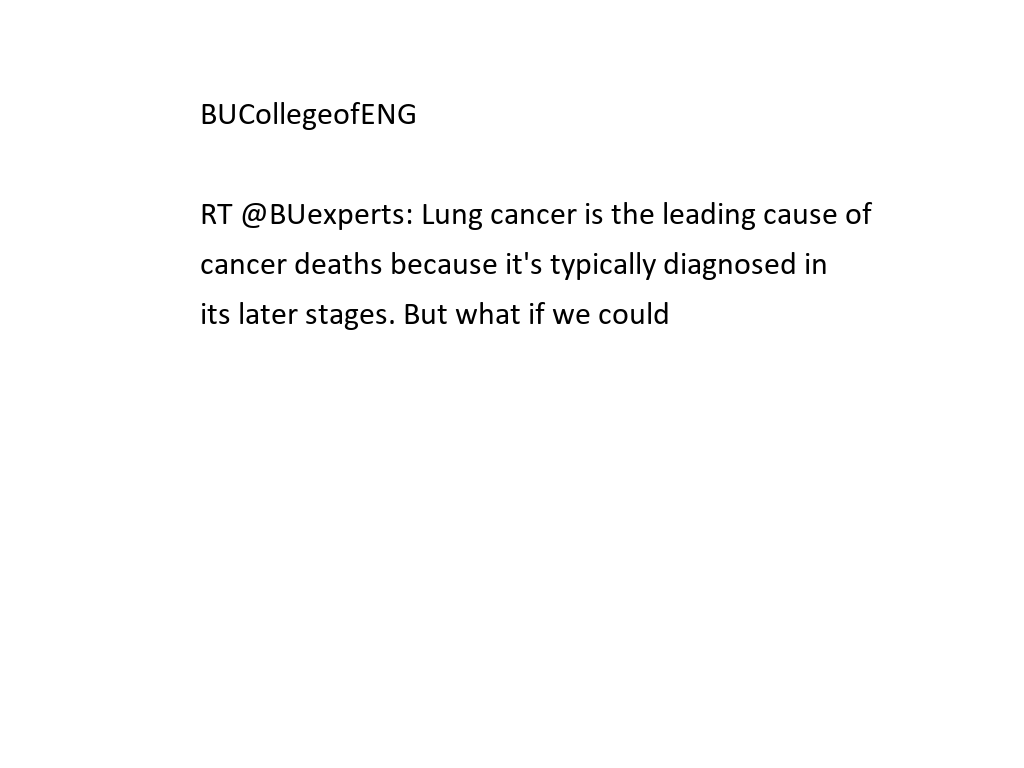 BUCollegeofENG
RT @BUexperts: Lung cancer is the leading cause of
cancer deaths because it's typically diagnosed in
its later stages. But what if we could